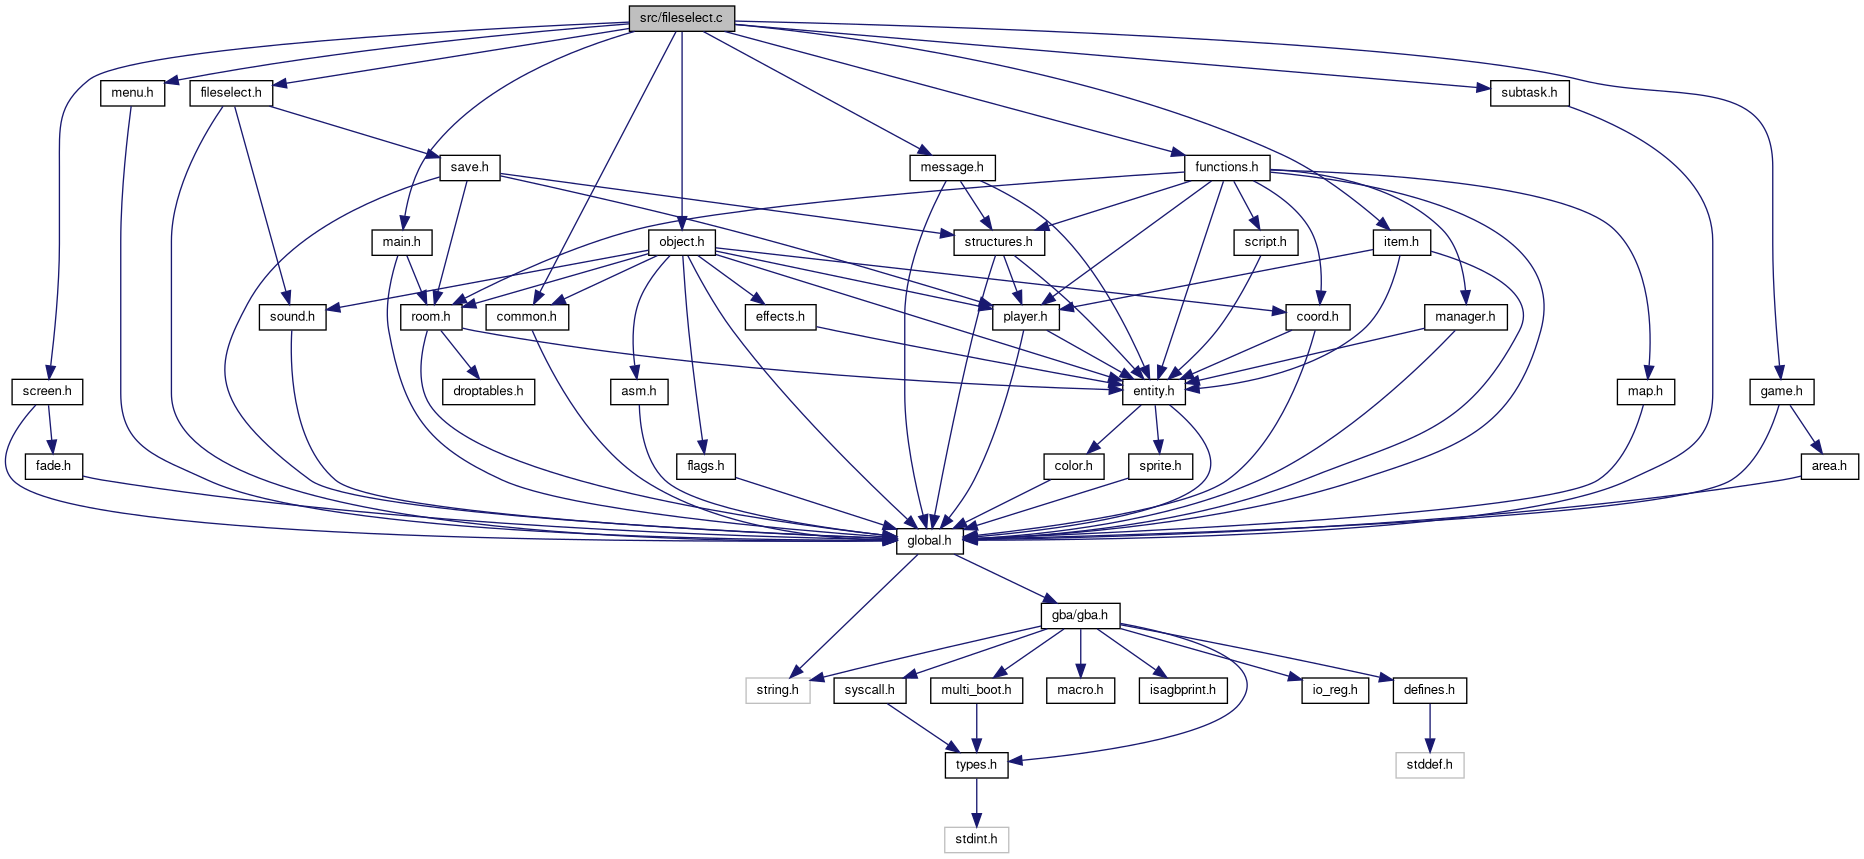 src/fileselect.c
menu.h
fileselect.h
subtask.h
save.h
message.h
functions.h
main.h
object.h
structures.h
script.h
item.h
sound.h
room.h
common.h
effects.h
player.h
coord.h
manager.h
screen.h
droptables.h
asm.h
entity.h
map.h
game.h
fade.h
flags.h
color.h
sprite.h
area.h
global.h
gba/gba.h
string.h
syscall.h
multi_boot.h
macro.h
isagbprint.h
io_reg.h
defines.h
types.h
stddef.h
stdint.h